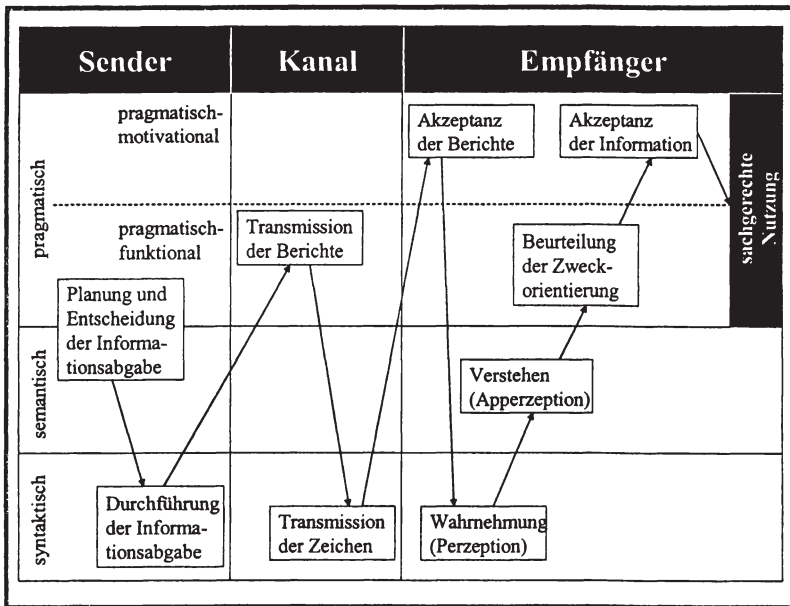 Sender
Kanal
Empfänger
pragmatisch
pragmatisch-
motivational
Akzeptanz
der Berichte
Akzeptanz
der Information
sachgerechte
Nutzung
pragmatisch-
funktional
Transmission
der Berichte
Beurteilung
der Zweck-
orientierung
Planung und
Entscheidung
der Informa-
tionsabgabe
semantisch
Verstehen
(Apperzeption)
syntaktisch
Durchführung
der Informa-
tionsabgabe
Transmission
der Zeichen
Wahrnehmung
(Perzeption)